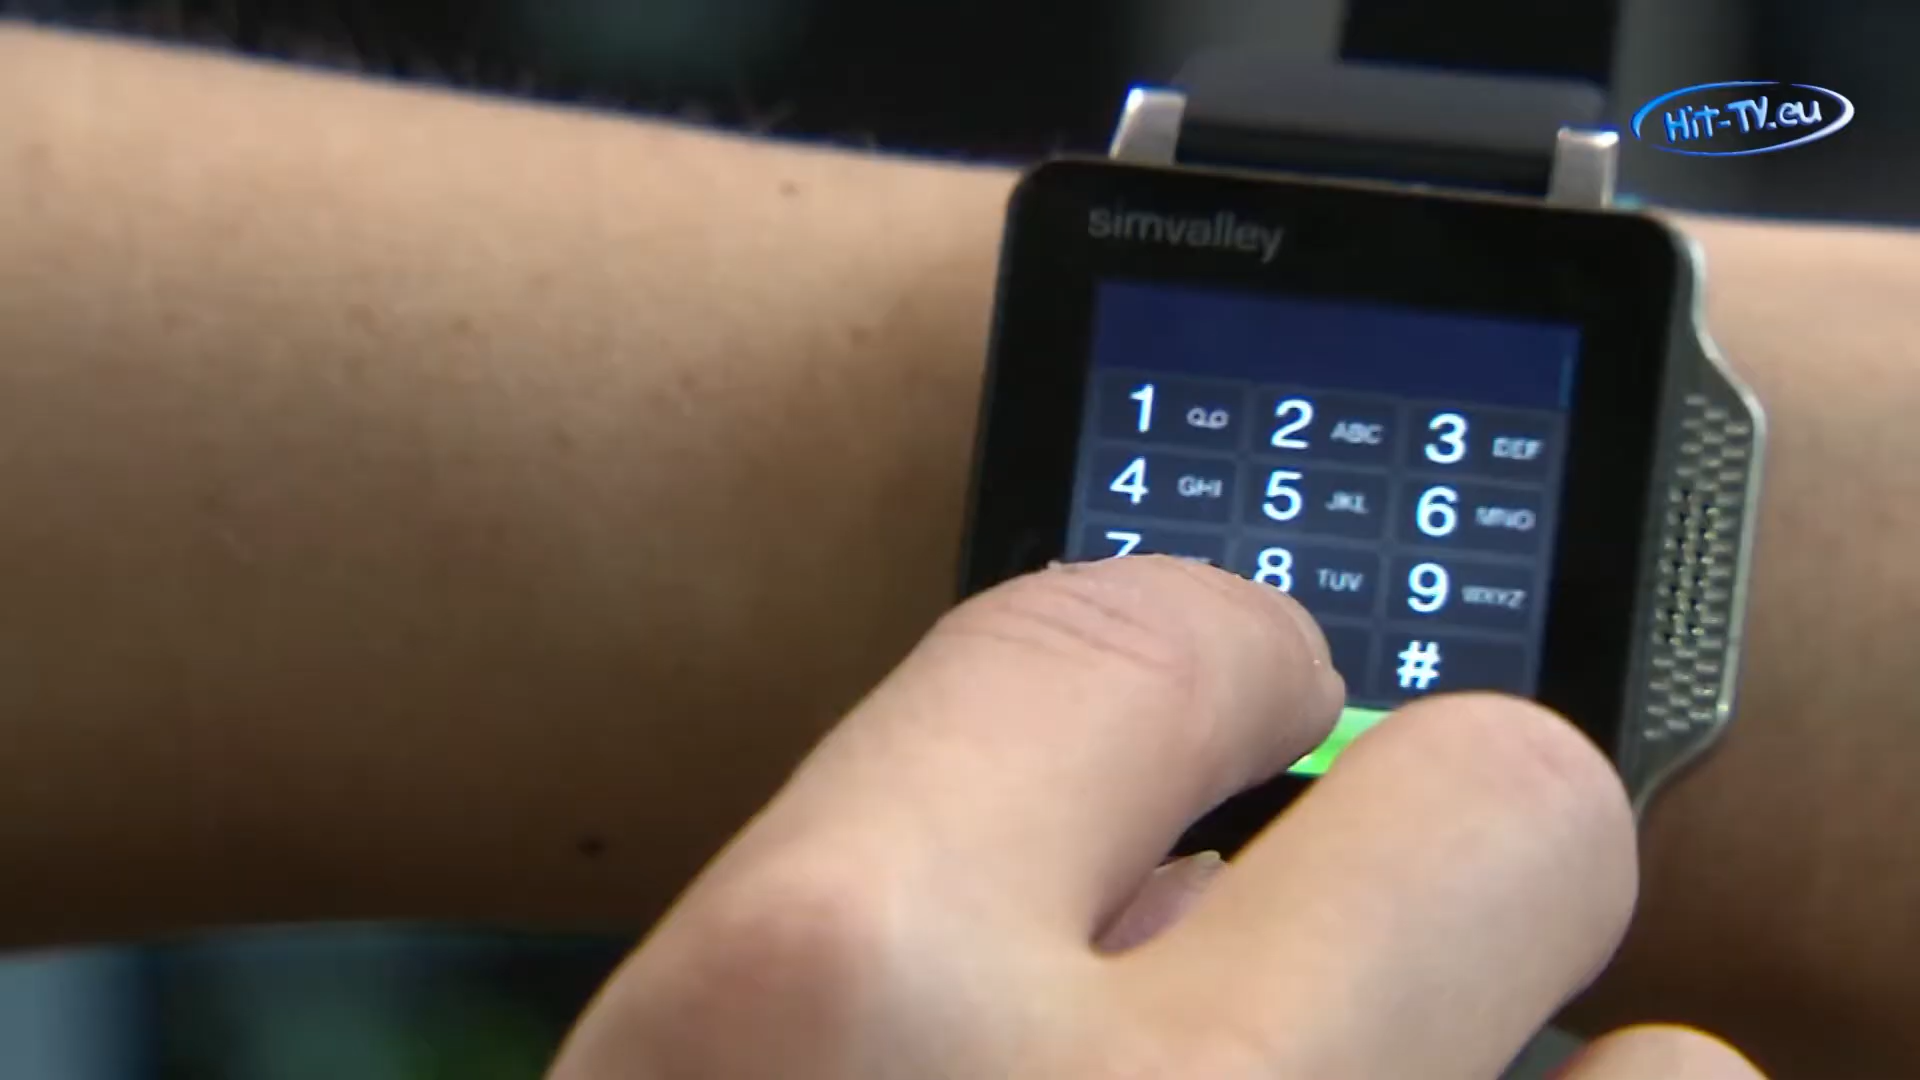 Hit-TV.eu
simvalley
1 2 ABC 3 DEF
4 GHI 5 JKL 6 MNO
7 8 TUV 9 WXYZ
#